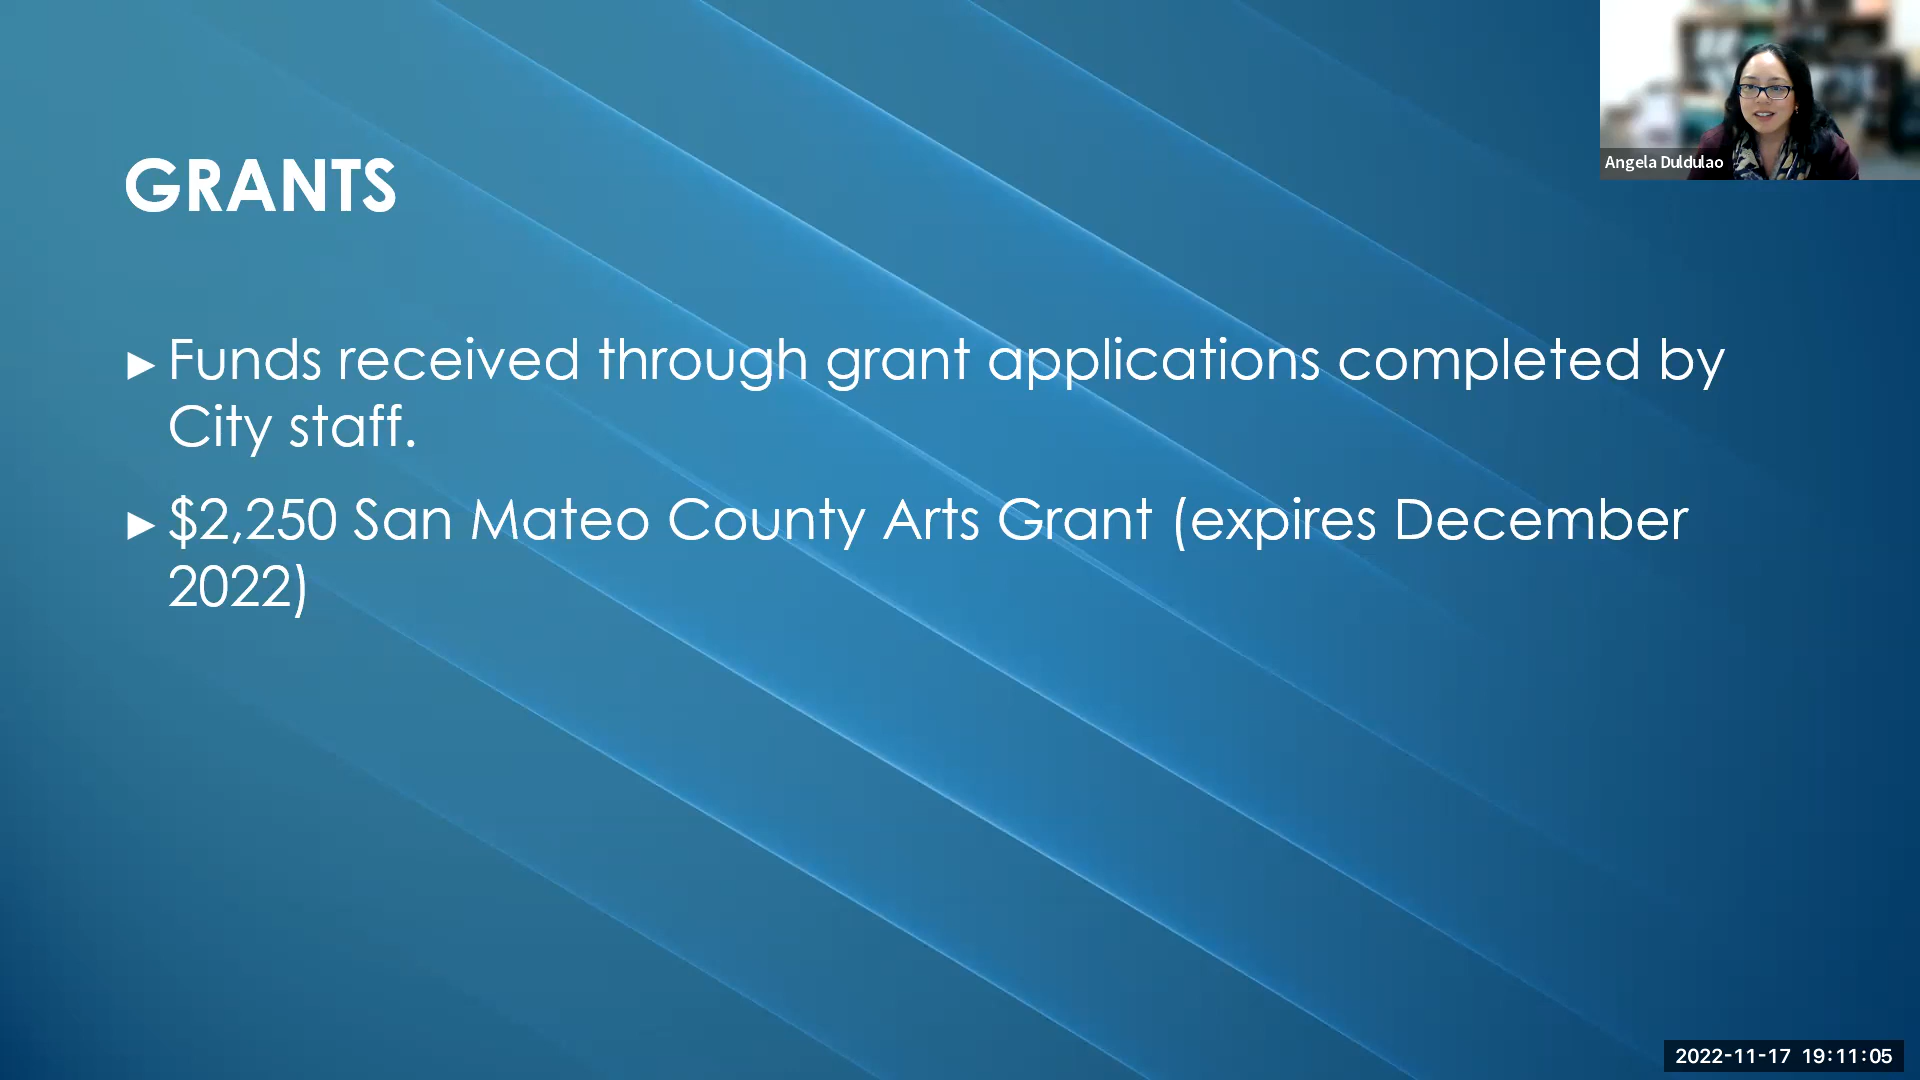 GRANTS
▶Funds received through grant applications completed by
City staff.
▶$2,250 San Mateo County Arts Grant (expires December
2022)
Angela Duldulao
2022-11-17 19:11:05